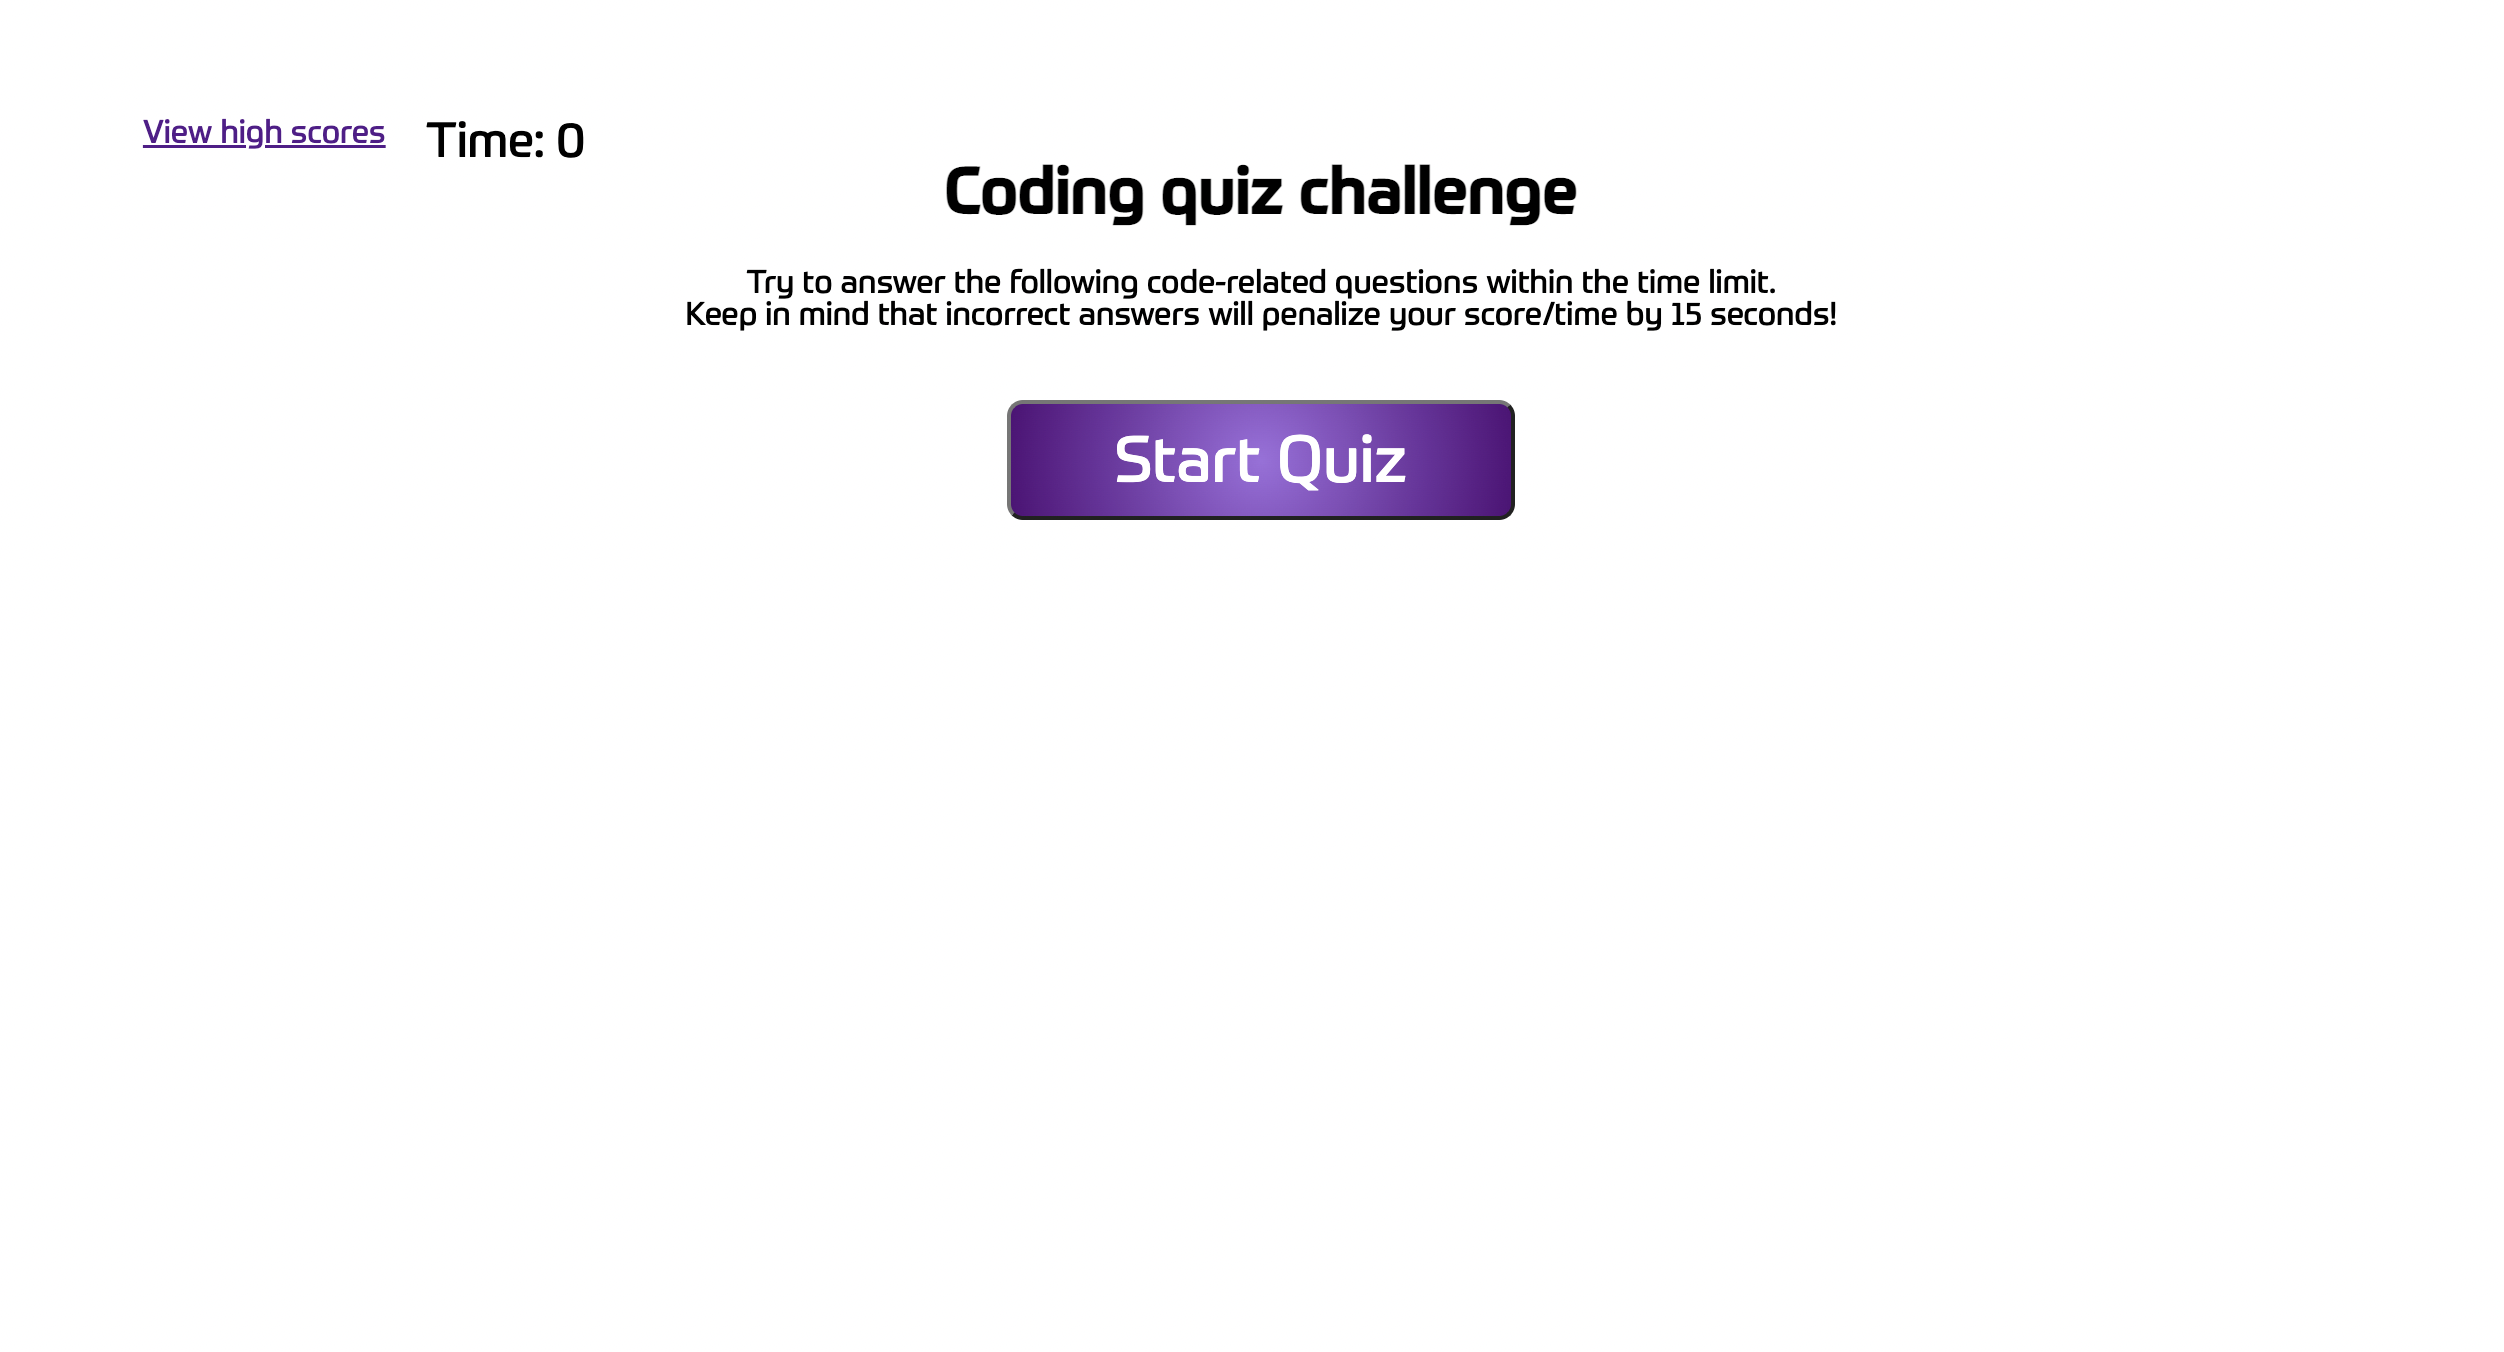 View high scores
Time: 0
Coding quiz challenge
Try to answer the following code-related questions within the time limit.
Keep in mind that incorrect answers will penalize your score/time by 15 seconds!
Start Quiz